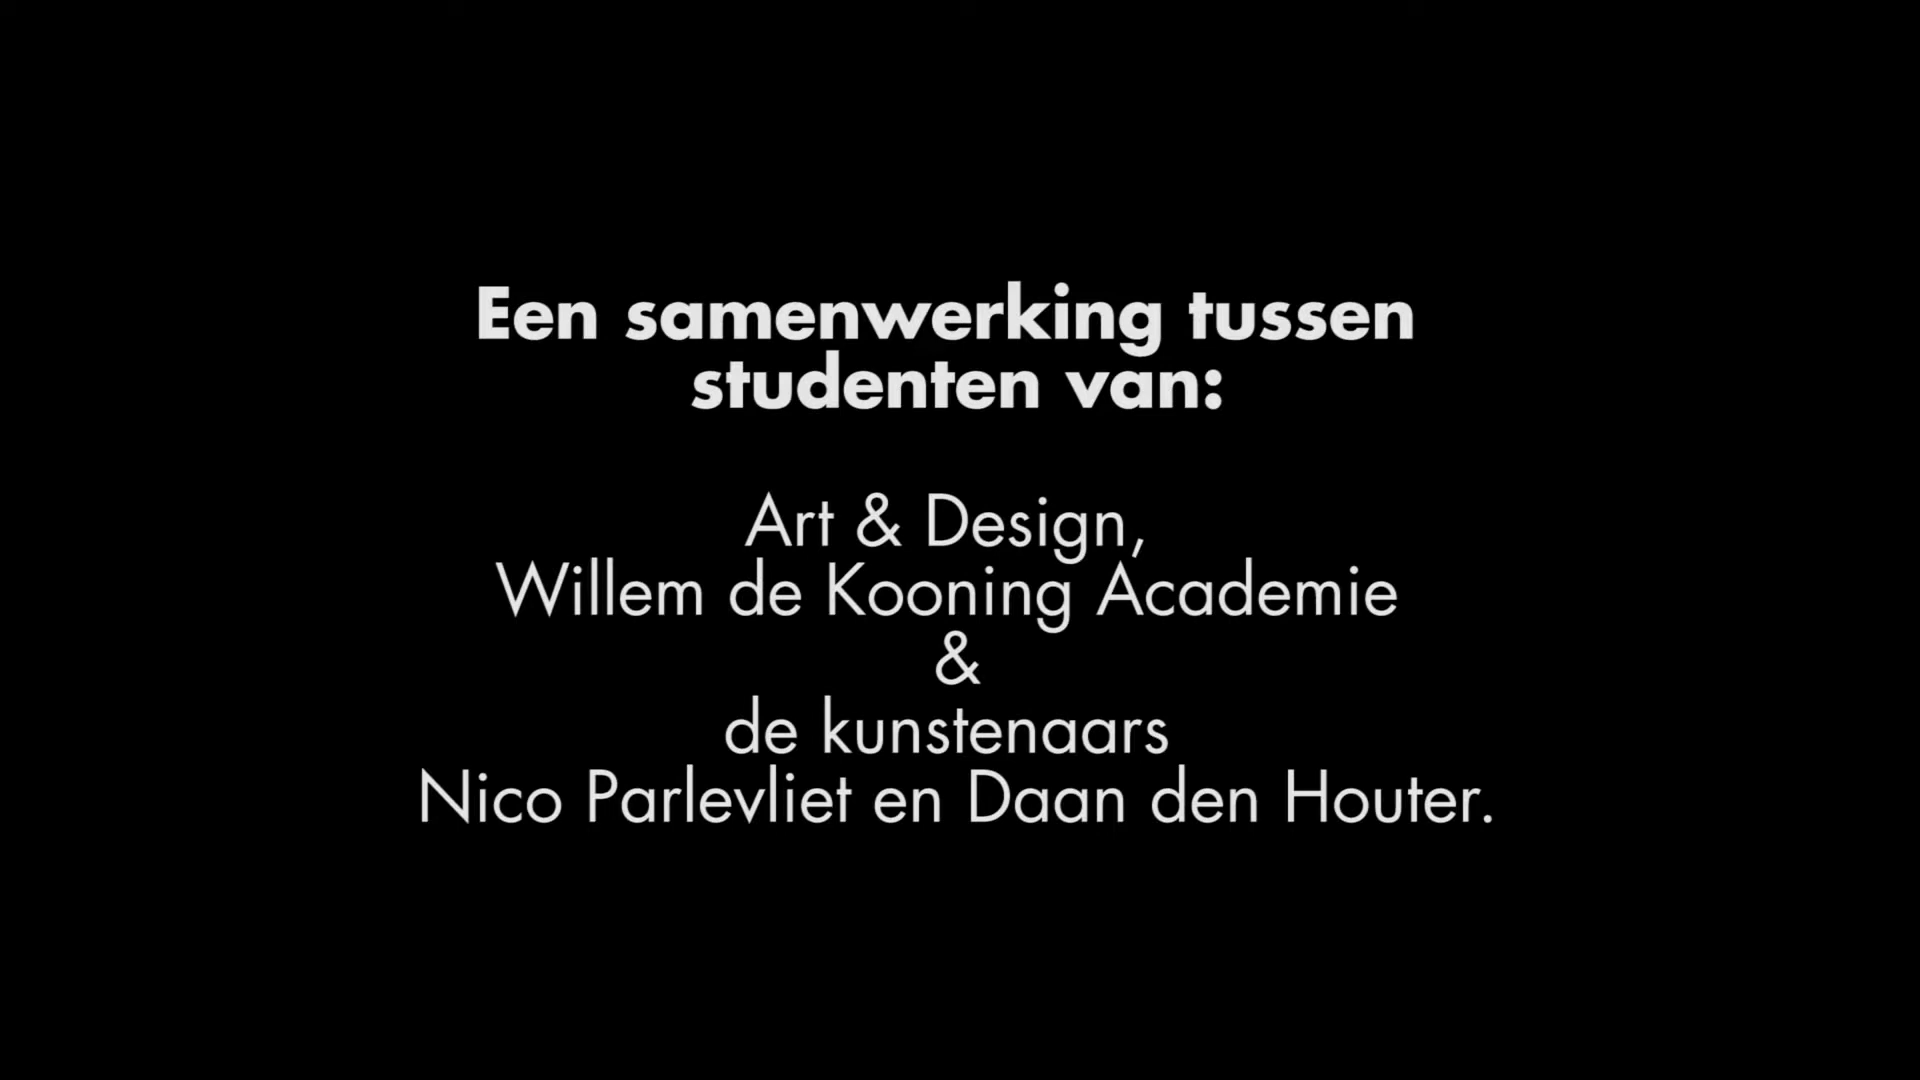 Een samenwerking tussen
studenten van:
Art & Design,
Willem de Kooning Academie
&
de kunstenaars
Nico Parlevliet en Daan den Houter.